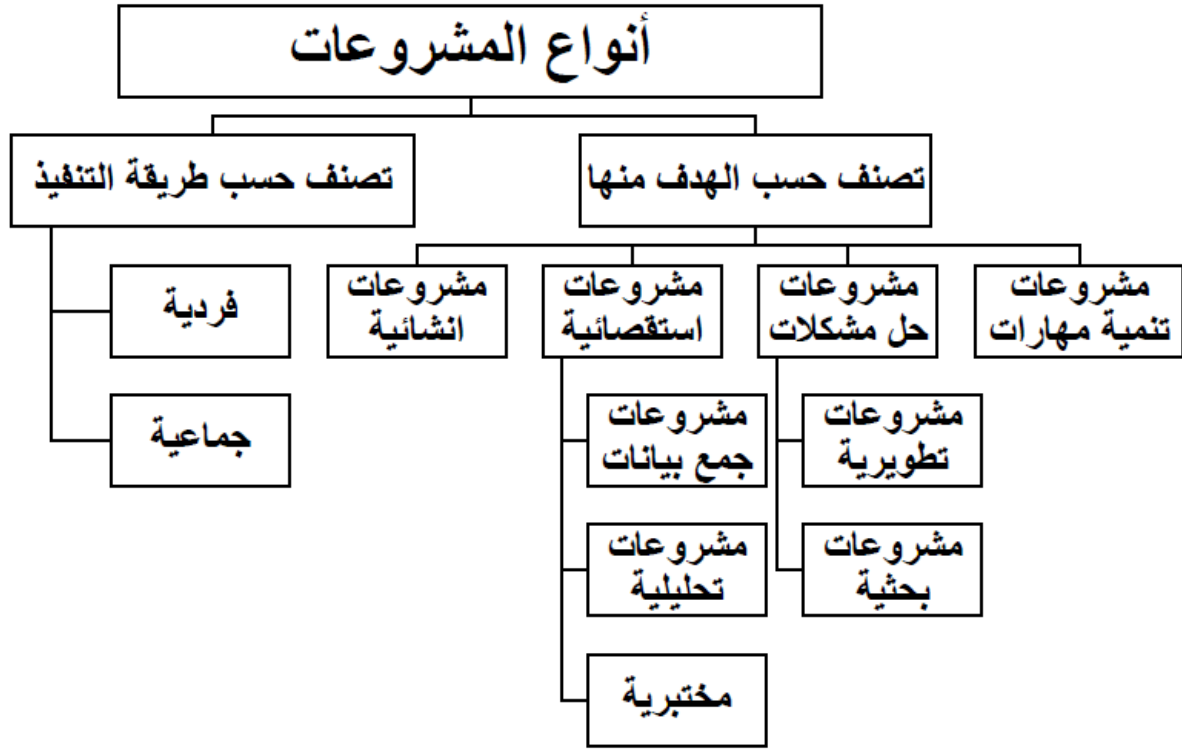 أنواع المشروعات
تصنف حسب الهدف منها
تصنف حسب طريقة التنفيذ
مشروعات
تنمية مهارات
مشروعات
حل مشكلات
مشروعات
استقصائية
مشروعات
انشائية
فردية
مشروعات
تطويرية
مشروعات
جمع بيانات
جماعية
مشروعات
بحثية
مشروعات
تحليلية
مختبرية